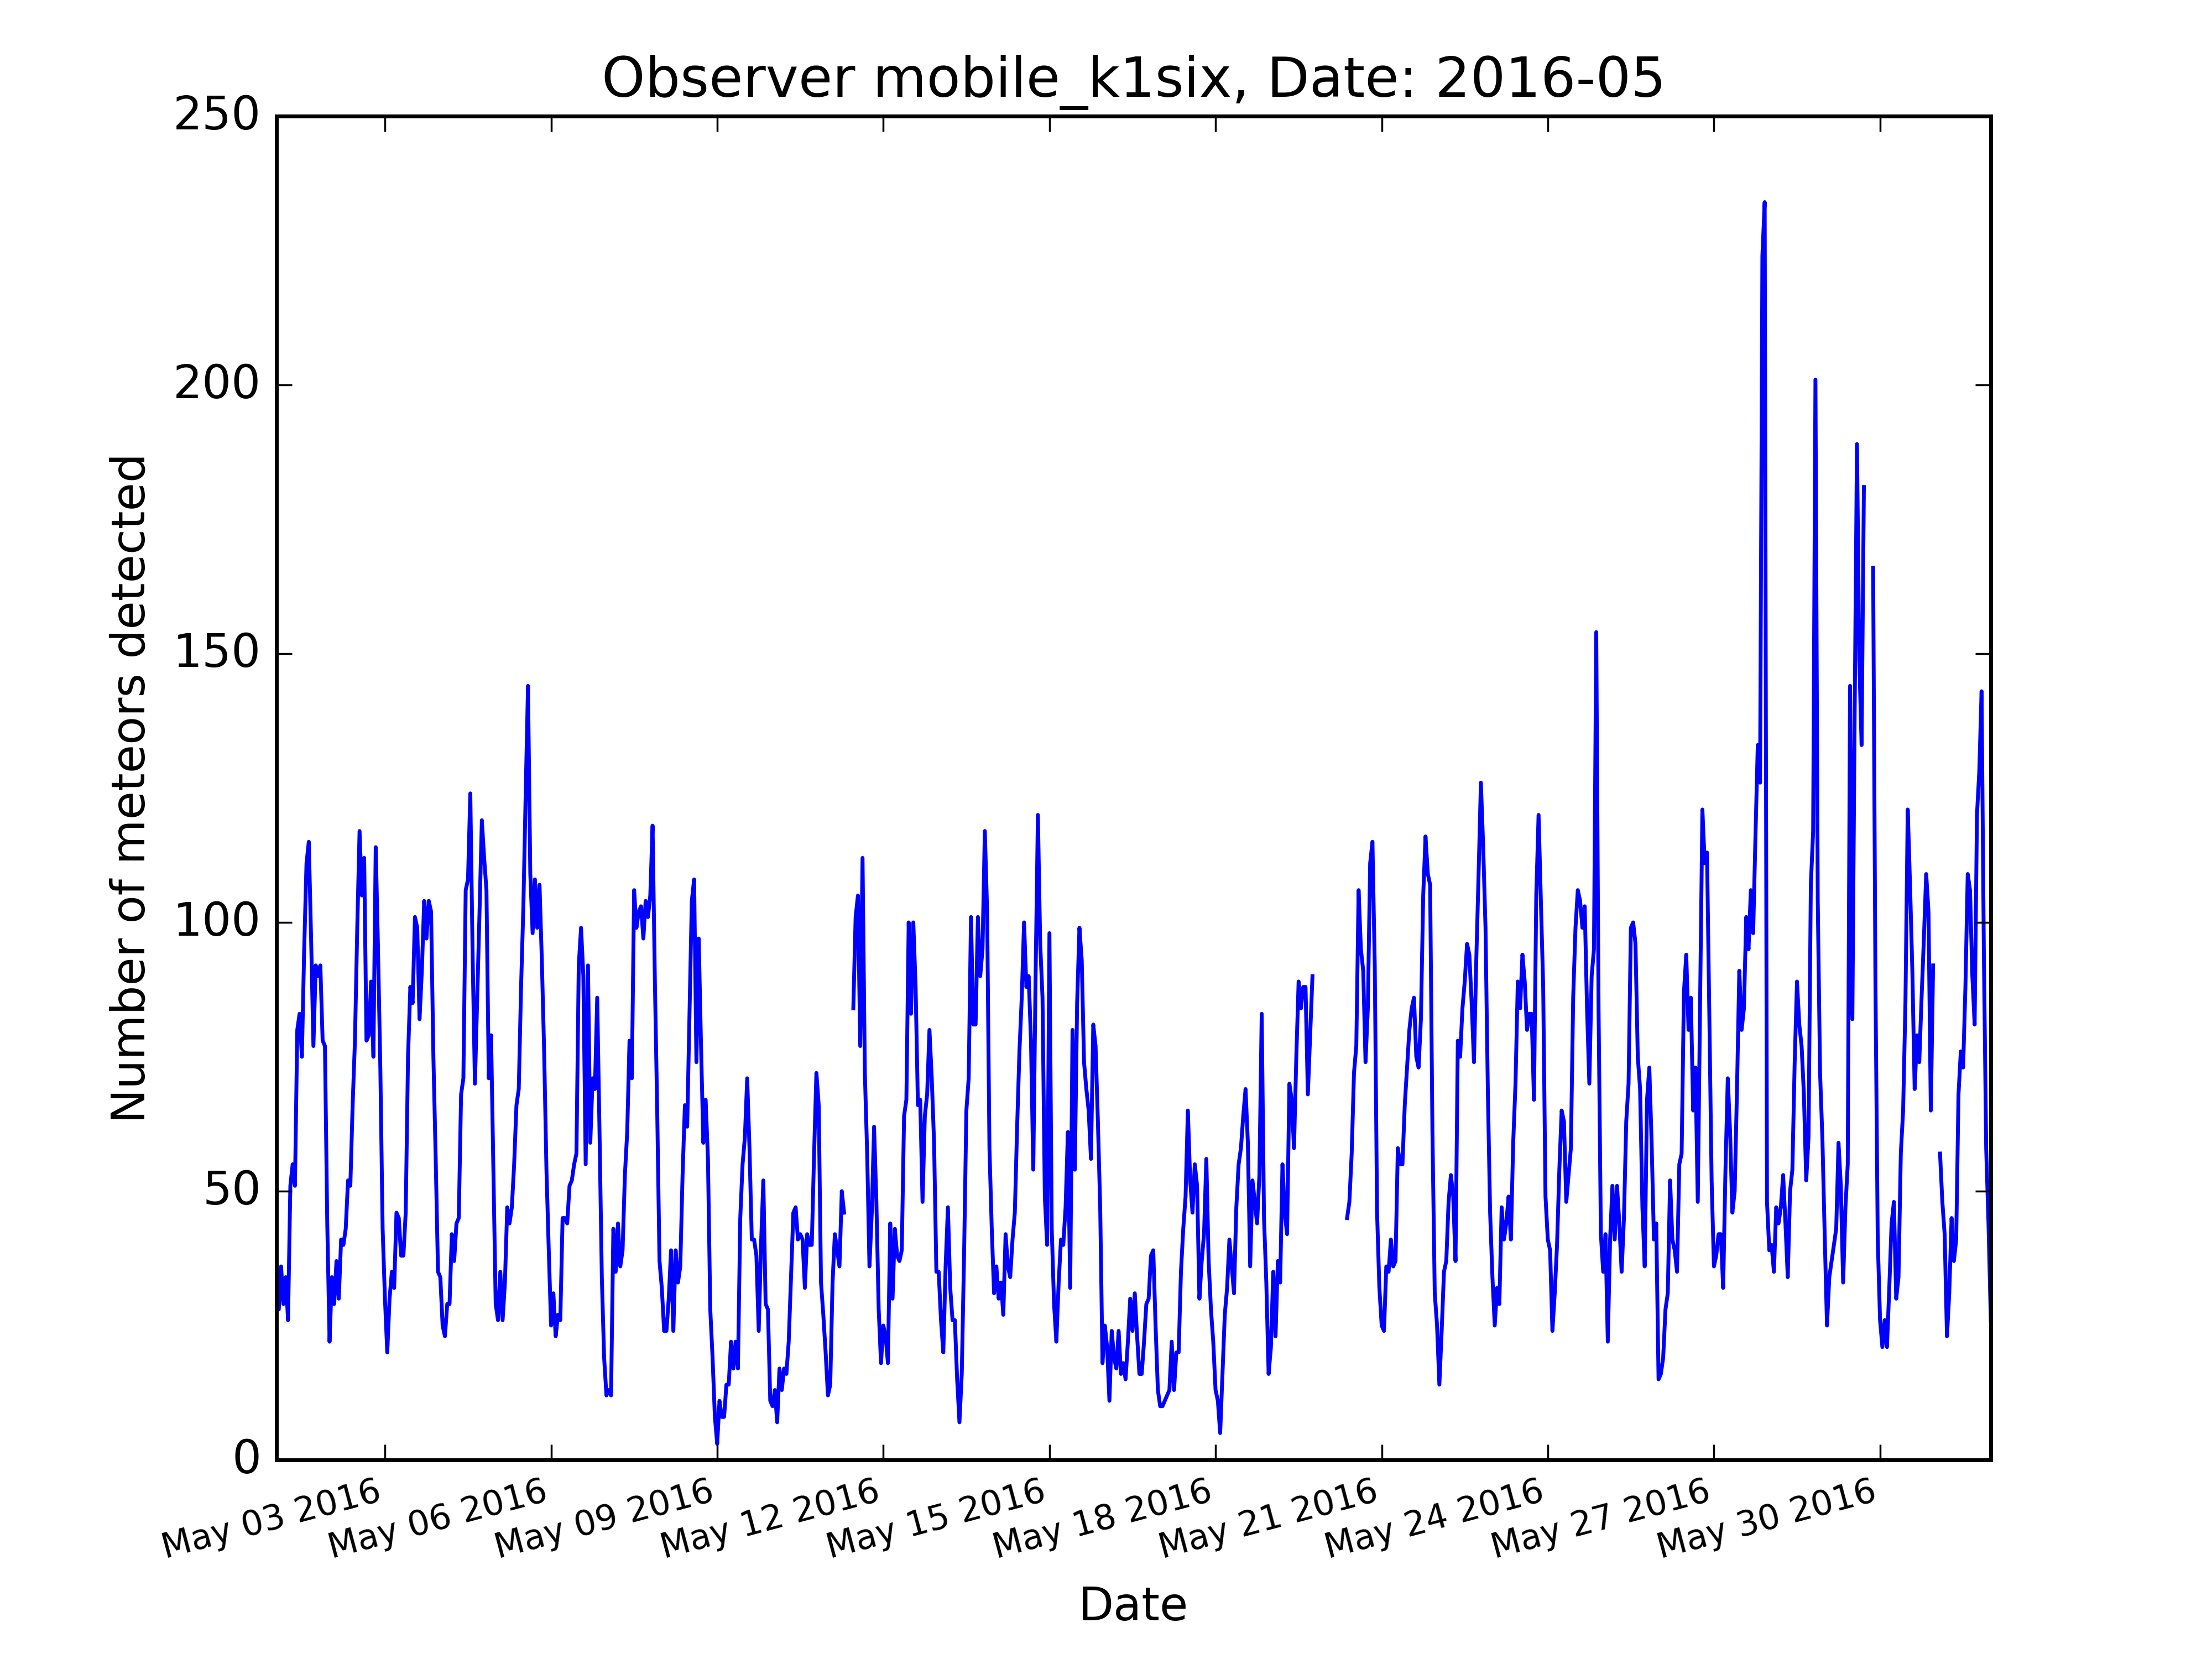 Observer mobile_k1six, Date: 2016-05
Number of meteors detected
250
200
150
100
50
0
May 03 2016
May 06 2016
May 09 2016
May 12 2016
May 15 2016
May 18 2016
May 21 2016
May 24 2016
May 27 2016
May 30 2016
Date